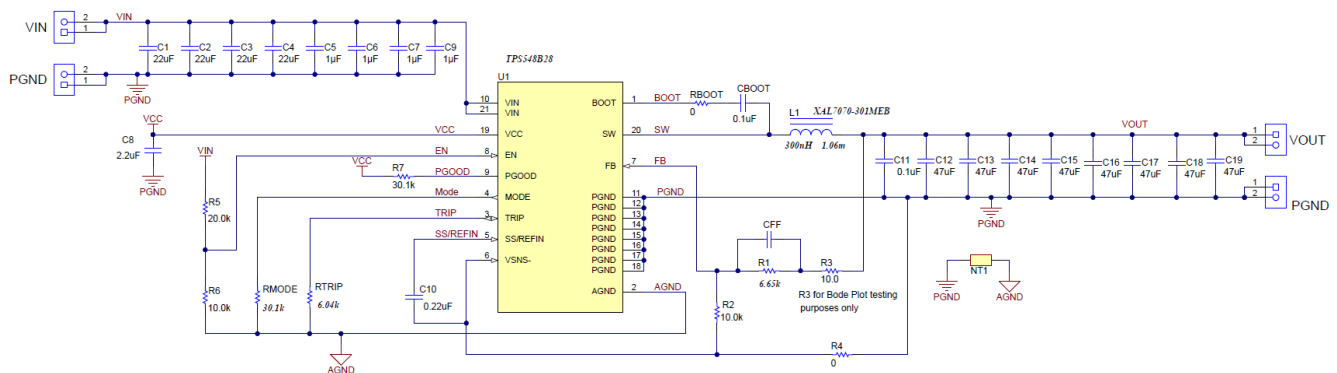 VIN
2
1
VIN
PGND
2
1
PGND
C1
22uF
C2
22uF
C3
22uF
C4
22uF
C5
1µF
C6
1µF
C7
1µF
C9
1µF
TPS548B28
U1
10
VIN
21
VIN
19
VCC
8
EN
9
PGOOD
4
MODE
3
TRIP
5
SS/REFIN
6
VSNS-
BOOT
1
SW
20
FB
7
PGND
11
PGND
12
PGND
13
PGND
14
PGND
15
PGND
16
PGND
17
PGND
18
AGND
2
VCC
C8
2.2uF
PGND
VCC
EN
VIN
VCC
R7
30.1k
PGOOD
Mode
TRIP
SS/REFIN
R5
20.0k
R6
10.0k
RMODE
30.1k
RTRIP
6.04k
C10
0.22uF
AGND
BOOT
RBOOT
0
CBOOT
0.1uF
SW
L1
XAL7070-301MEB
300nH 1.06m
FB
PGND
AGND
CFF
R1
6.65k
R3
10.0
R3 for Bode Plot testing
purposes only
R2
10.0k
R4
0
C11
0.1uF
C12
47uF
C13
47uF
C14
47uF
C15
47uF
C16
47uF
C17
47uF
C18
47uF
C19
47uF
VOUT
PGND
1
2
VOUT
1
2
PGND
NT1
PGND
AGND